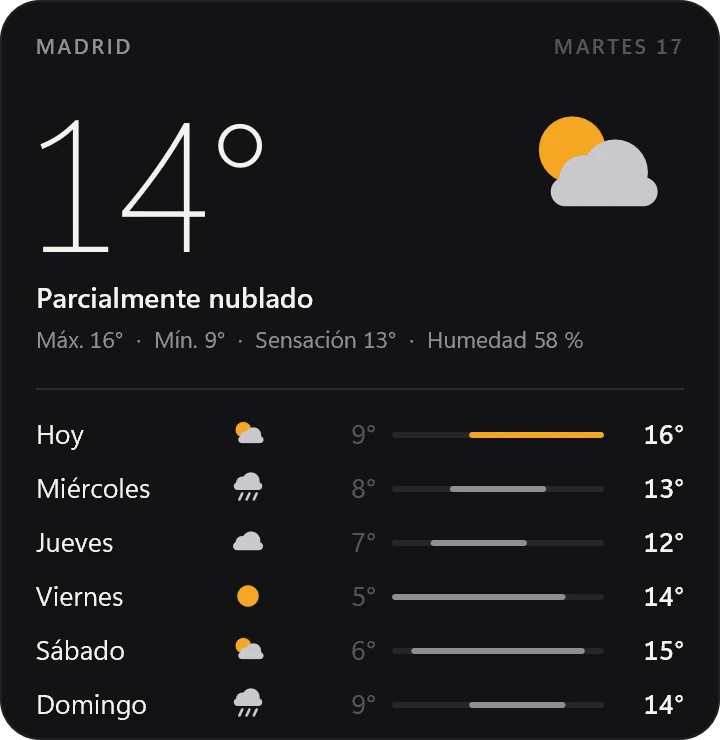 MADRID MARTES 17
14°
Parcialmente nublado
Máx. 16° · Mín. 9° · Sensación 13° · Humedad 58 %
Hoy 9° 16°
Miércoles 8° 13°
Jueves 7° 12°
Viernes 5° 14°
Sábado 6° 15°
Domingo 9° 14°